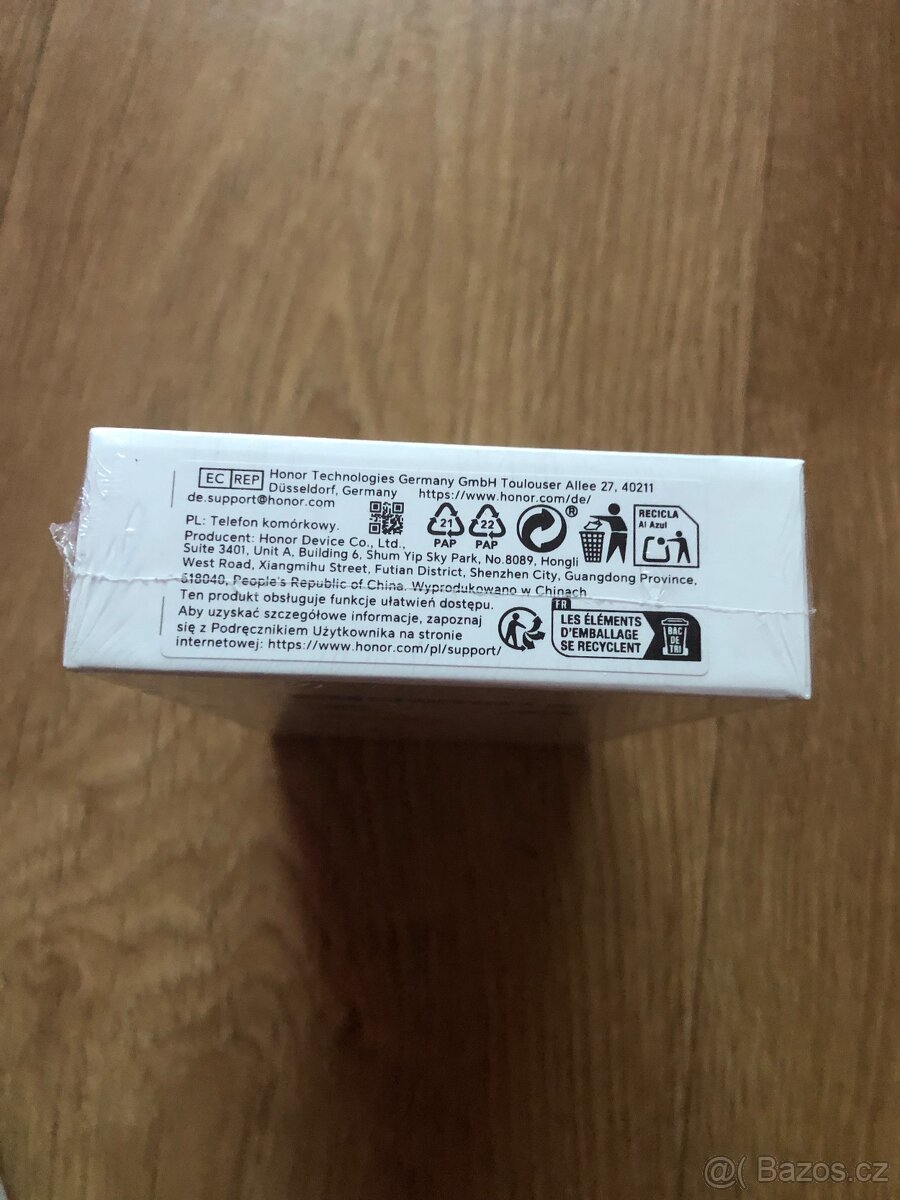 EC REP Honor Technologies Germany GmbH Toulouser Allee 27, 40211
Düsseldorf, Germany https://www.honor.com/de/
de.support@honor.com
PL: Telefon komórkowy.
Producent: Honor Device Co., Ltd.,
Suite 3401, Unit A, Building 6, Shum Yip Sky Park, No.8089, Hongli
West Road, Xiangmihu Street, Futian District, Shenzhen City, Guangdong Province,
518040, People's Republic of China. Wyprodukowano w Chinach
Ten produkt obsługuje funkcje ułatwień dostępu.
Aby uzyskać szczegółowe informacje, zapoznaj
się z Podręcznikiem Użytkownika na stronie
internetowej: https://www.honor.com/pl/support/
21
PAP
22
PAP
®
RECICLA
Al Azul
FR
LES ÉLÉMENTS
D'EMBALLAGE
SE RECYCLENT
BAC
DE
TRI
@( Bazos.cz